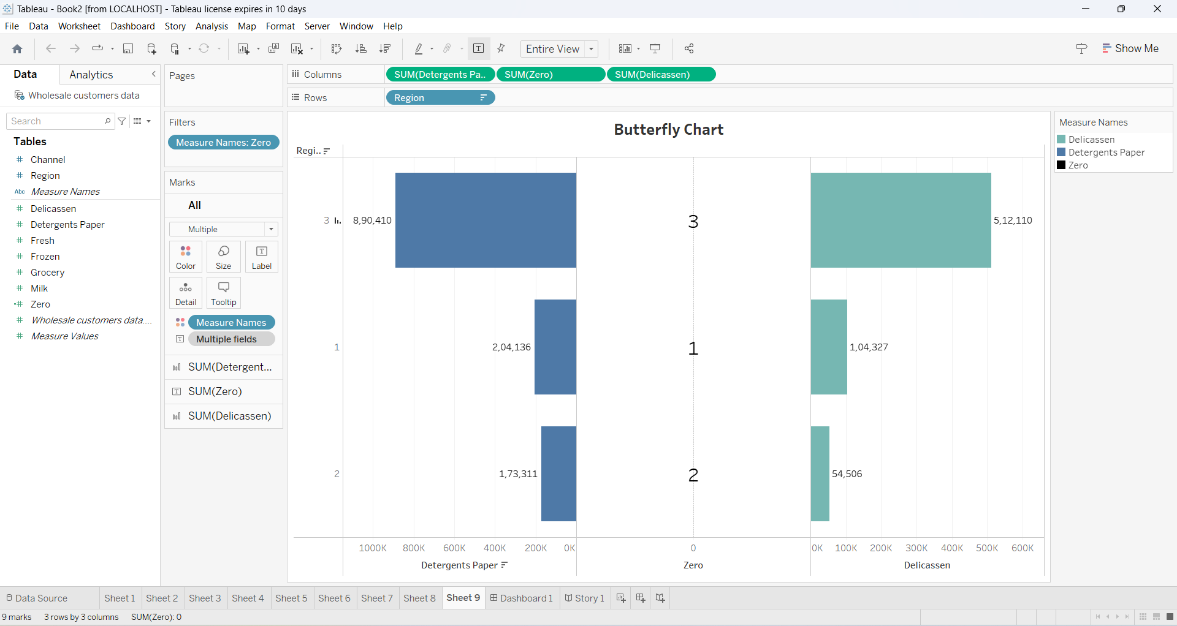 Tableau - Book2 [from LOCALHOST] - Tableau license expires in 10 days
File Data Worksheet Dashboard Story Analysis Map Format Server Window Help
Entire View
Show Me
Data Analytics
Wholesale customers data
Search
Tables
Channel
Region
Abc Measure Names
Delicassen
Detergents Paper
Fresh
Frozen
Grocery
Milk
Zero
Wholesale customers data....
Measure Values
Pages
Filters
Measure Names: Zero
Marks
All
Multiple
Color Size Label
Detail Tooltip
Measure Names
Multiple fields
SUM(Detergent...
SUM(Zero)
SUM(Delicassen)
Columns SUM(Detergents Pa.. SUM(Zero) SUM(Delicassen)
Rows Region
Butterfly Chart
Regi..
3 8,90,410 3 5,12,110
1 2,04,136 1 1,04,327
2 1,73,311 2 54,506
1000K 800K 600K 400K 200K 0K 0 0K 100K 200K 300K 400K 500K 600K
Detergents Paper Zero Delicassen
Measure Names
Delicassen
Detergents Paper
Zero
Data Source Sheet 1 Sheet 2 Sheet 3 Sheet 4 Sheet 5 Sheet 6 Sheet 7 Sheet 8 Sheet 9 Dashboard 1 Story 1
9 marks 3 rows by 3 columns SUM(Zero): 0